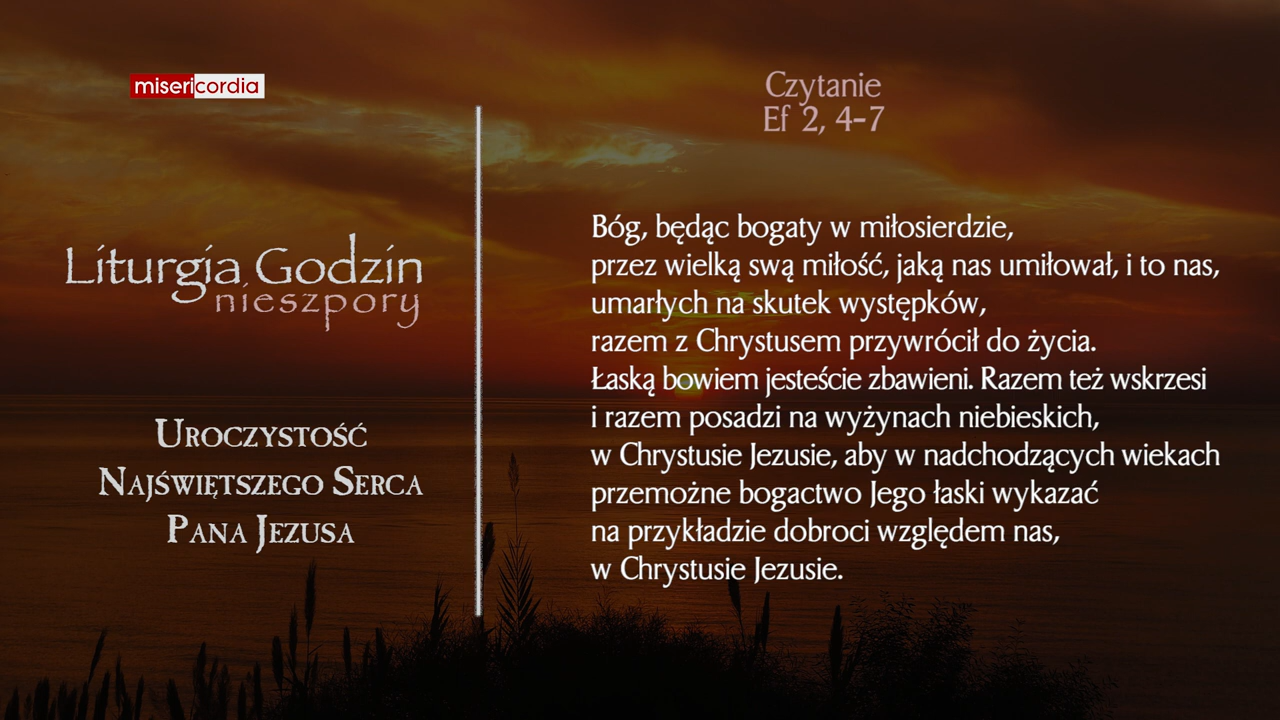 misericordia
Liturgia Godzin
nieszpory
Uroczystość
Najświętszego Serca
Pana Jezusa
Czytanie
Ef 2, 4-7
Bóg, będąc bogaty w miłosierdzie,
przez wielką swą miłość, jaką nas umiłował, i to nas,
umarłych na skutek występków,
razem z Chrystusem przywrócił do życia.
Łaską bowiem jesteście zbawieni. Razem też wskrzesi
i razem posadzi na wyżynach niebieskich,
w Chrystusie Jezusie, aby w nadchodzących wiekach
przemożne bogactwo Jego łaski wykazać
na przykładzie dobroci względem nas,
w Chrystusie Jezusie.